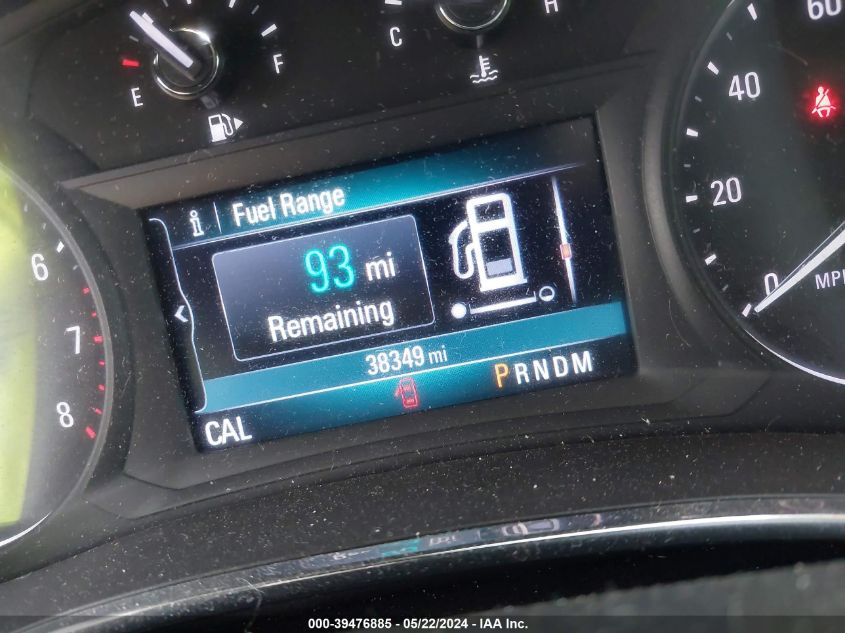 60
H
C
F
E
40
20
0
MPH
i Fuel Range
93 mi
Remaining
38349 mi
CAL
PRNDM
6
7
8
000-39476885 - 05/22/2024 - IAA Inc.